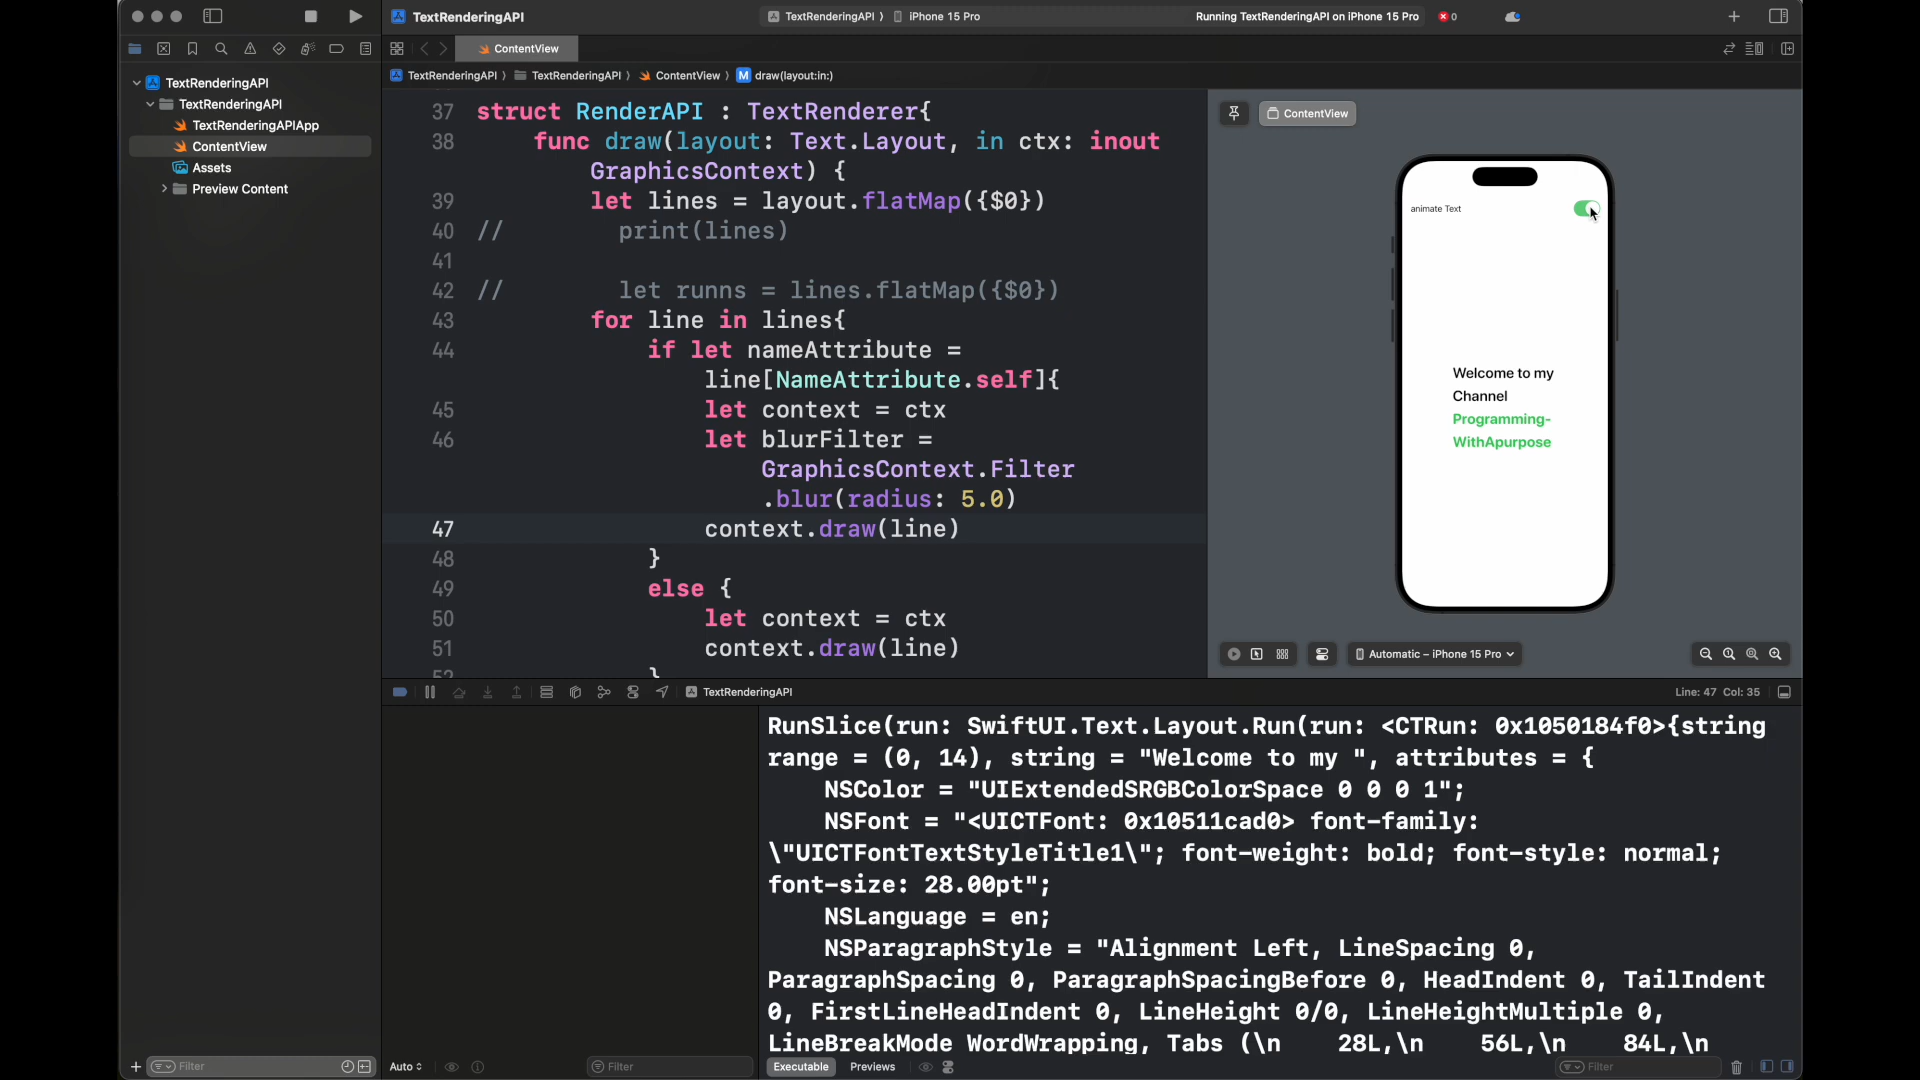 TextRenderingAPI
TextRenderingAPI ⟩ iPhone 15 Pro
Running TextRenderingAPI on iPhone 15 Pro
0
ContentView
TextRenderingAPI ⟩ TextRenderingAPI ⟩ ContentView ⟩ M draw(layout:in:)
TextRenderingAPI
TextRenderingAPI
TextRenderingAPIApp
ContentView
Assets
Preview Content
37 struct RenderAPI : TextRenderer{
38 func draw(layout: Text.Layout, in ctx: inout
GraphicsContext) {
39 let lines = layout.flatMap({$0})
40 // print(lines)
41
42 // let runns = lines.flatMap({$0})
43 for line in lines{
44 if let nameAttribute =
line[NameAttribute.self]{
45 let context = ctx
46 let blurFilter =
GraphicsContext.Filter
.blur(radius: 5.0)
47 context.draw(line)
48 }
49 else {
50 let context = ctx
51 context.draw(line)
52 }
ContentView
animate Text
Welcome to my
Channel
Programming-
WithApurpose
Automatic – iPhone 15 Pro
TextRenderingAPI
Line: 47 Col: 35
RunSlice(run: SwiftUI.Text.Layout.Run(run: <CTRun: 0x1050184f0>{string
range = (0, 14), string = "Welcome to my ", attributes = {
NSColor = "UIExtendedSRGBColorSpace 0 0 0 1";
NSFont = "<UICTFont: 0x10511cad0> font-family:
\"UICTFontTextStyleTitle1\"; font-weight: bold; font-style: normal;
font-size: 28.00pt";
NSLanguage = en;
NSParagraphStyle = "Alignment Left, LineSpacing 0,
ParagraphSpacing 0, ParagraphSpacingBefore 0, HeadIndent 0, TailIndent
0, FirstLineHeadIndent 0, LineHeight 0/0, LineHeightMultiple 0,
LineBreakMode WordWrapping, Tabs (\n 28L,\n 56L,\n 84L,\n
Filter
Auto
Filter
Executable
Previews
Filter